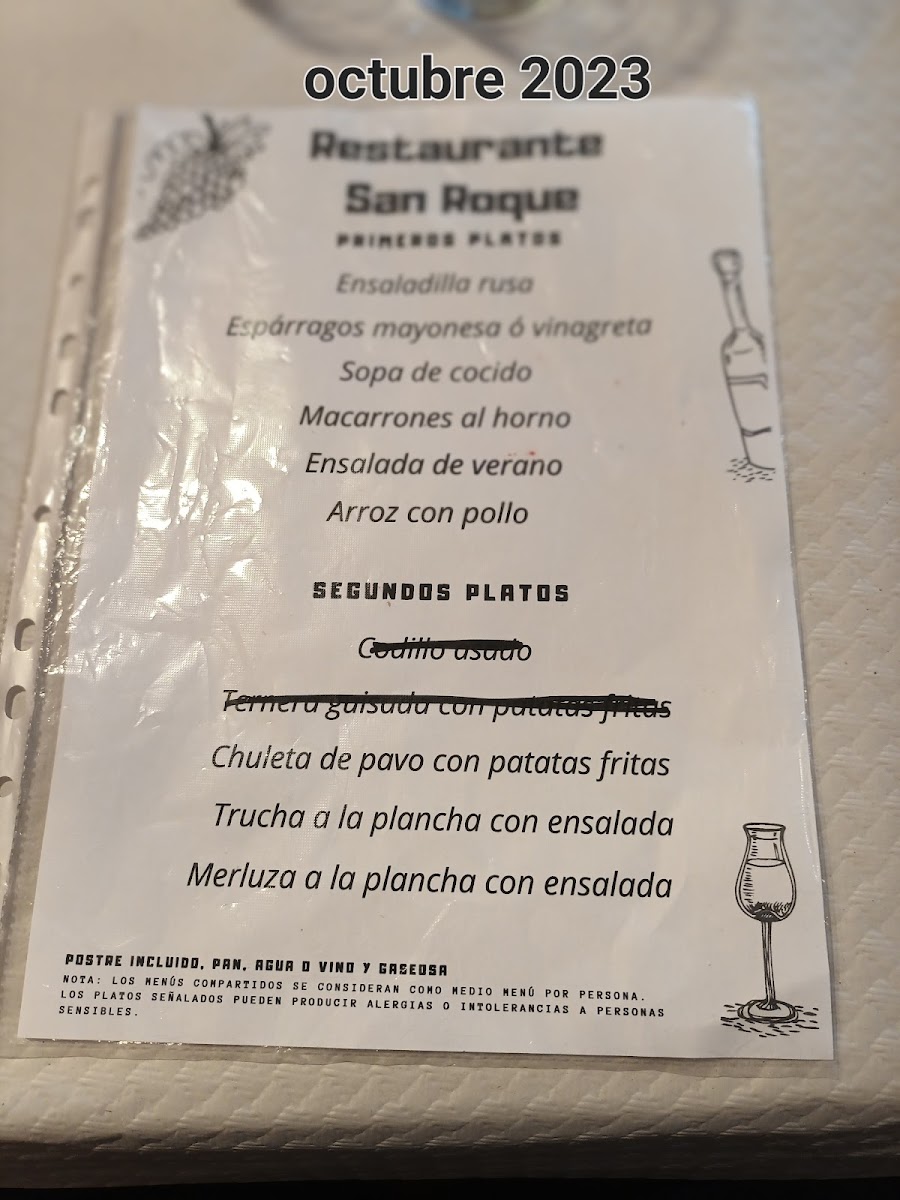 octubre 2023
Restaurante
San Roque
PRIMEROS PLATOS
Ensaladilla rusa
Espárragos mayonesa ó vinagreta
Sopa de cocido
Macarrones al horno
Ensalada de verano
Arroz con pollo
SEGUNDOS PLATOS
Codillo asado
Ternera guisada con patatas fritas
Chuleta de pavo con patatas fritas
Trucha a la plancha con ensalada
Merluza a la plancha con ensalada
POSTRE INCLUIDO, PAN, AGUA O VINO Y GASEOSA
NOTA: LOS MENÚS COMPARTIDOS SE CONSIDERAN COMO MEDIO MENÚ POR PERSONA.
LOS PLATOS SEÑALADOS PUEDEN PRODUCIR ALERGIAS O INTOLERANCIAS A PERSONAS
SENSIBLES.